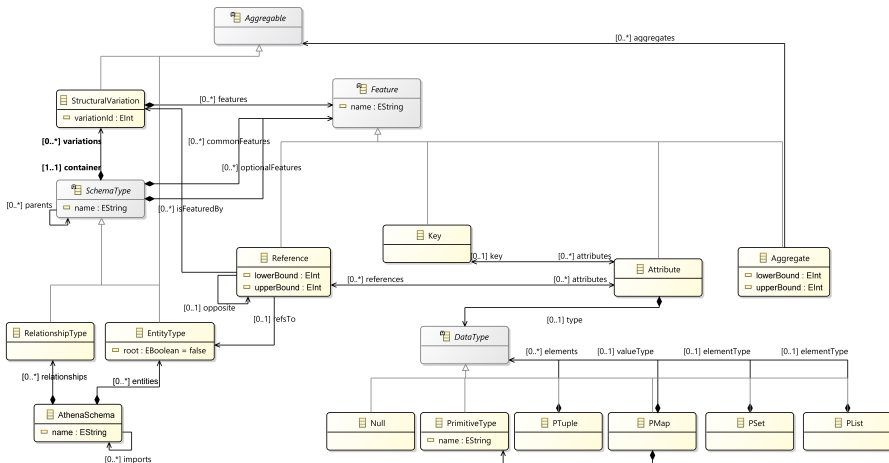 Aggregable
[0..*] aggregates
StructuralVariation
variationId : EInt
[0..*] features
Feature
name : EString
[0..*] variations
[0..*] commonFeatures
[1..1] container
[0..*] optionalFeatures
SchemaType
name : EString
[0..*] parents
[0..*] isFeaturedBy
Key
Reference
lowerBound : EInt
upperBound : EInt
[0..1] key
[0..*] attributes
Attribute
Aggregate
lowerBound : EInt
upperBound : EInt
[0..*] references
[0..*] attributes
[0..1] opposite
[0..1] refsTo
[0..1] type
RelationshipType
EntityType
root : EBoolean = false
DataType
[0..*] elements
[0..1] valueType
[0..1] elementType
[0..1] elementType
[0..*] relationships
[0..*] entities
AthenaSchema
name : EString
[0..*] imports
Null
PrimitiveType
name : EString
PTuple
PMap
PSet
PList